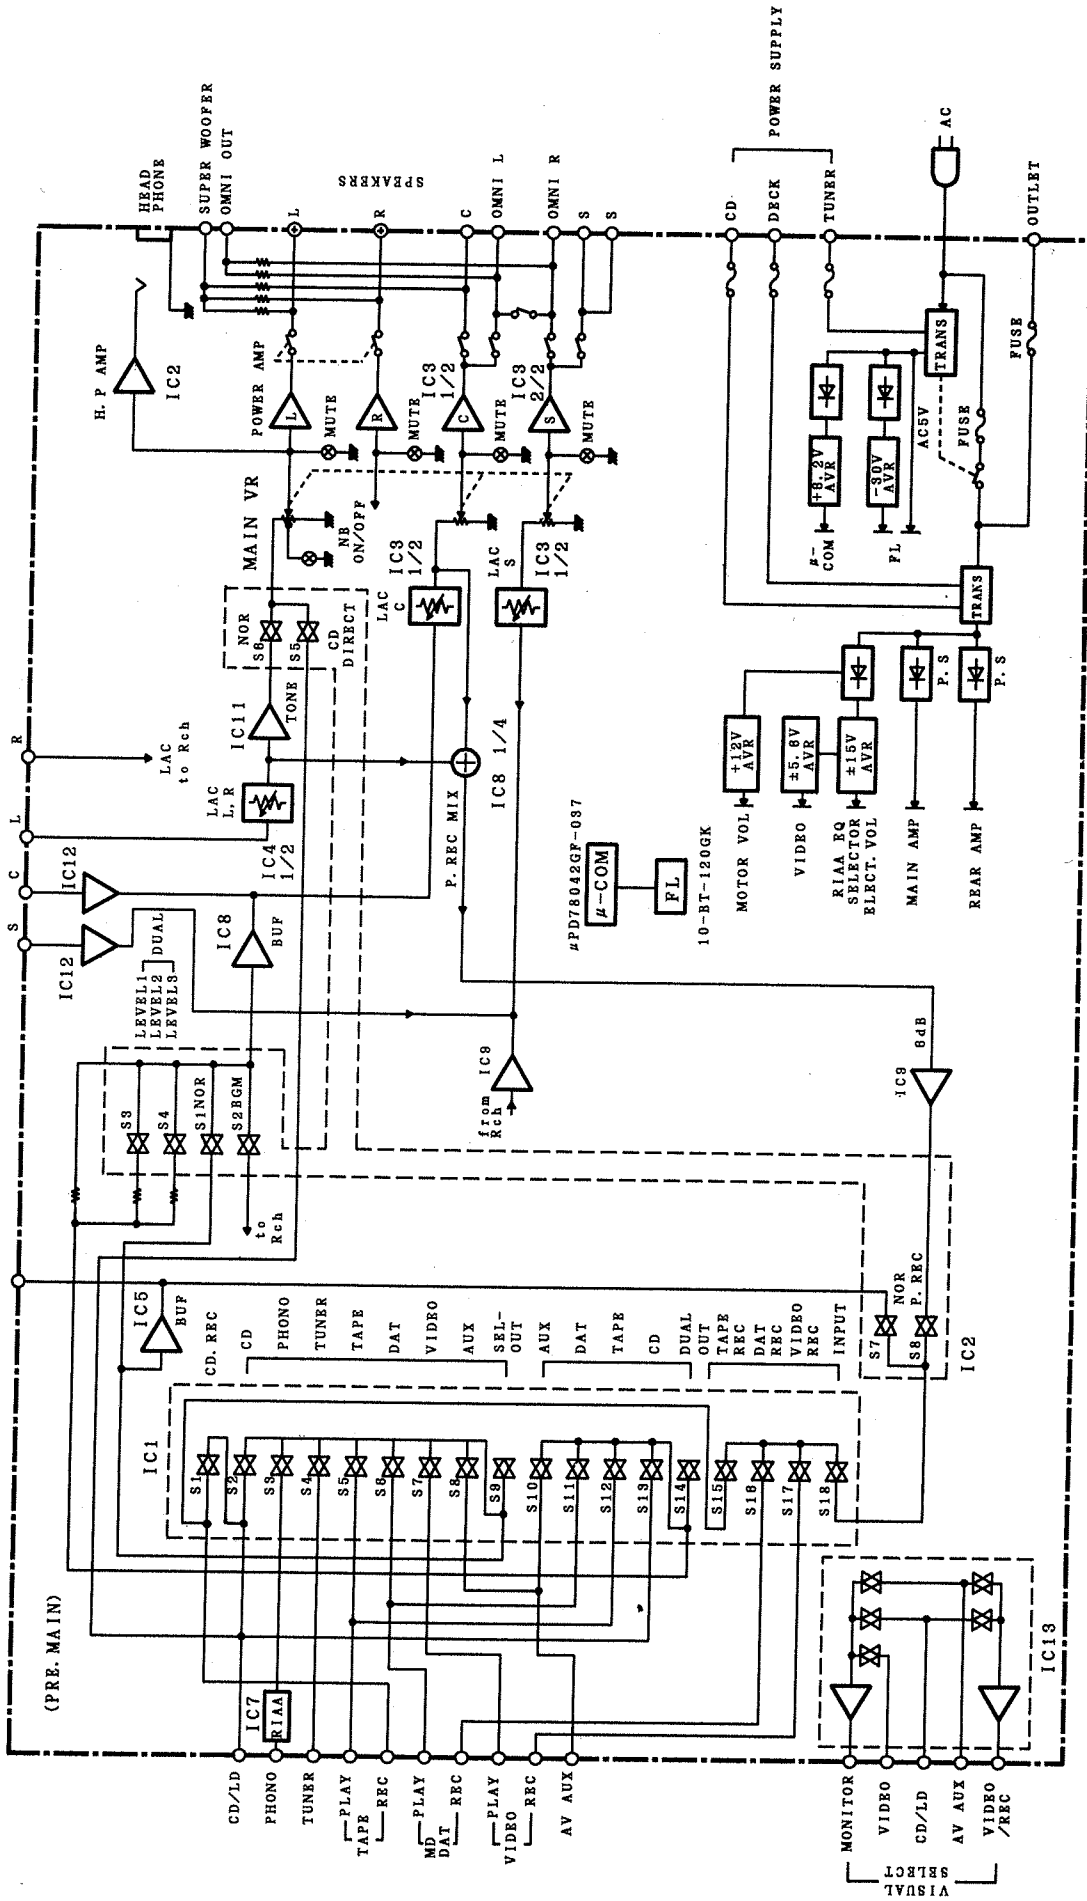 (PRE. MAIN)
S
C
L
R
IC12
IC12
LAC
to Rch
HEAD
PHONE
SUPER WOOFER
OMNI OUT
SPEAKERS
L
R
C
OMNI L
OMNI R
S
S
H. P AMP
IC2
POWER AMP
L
R
C
S
MUTE
MUTE
MUTE
MUTE
IC3
1/2
IC3
2/2
MAIN VR
NB
ON/OFF
NOR
S6
S5
CD
DIRECT
IC11
TONE
LAC
L, R
IC4
1/2
LAC
C
IC3
1/2
LAC
S
IC3
1/2
IC8 1/4
P. REC MIX
LEVEL1
LEVEL2
LEVEL3
DUAL
IC8
BUF
S3
S4
S1NOR
S2BGM
to
Rch
IC9
from
Rch
IC9
6dB
IC5
BUF
IC1
CD. REC
CD
PHONO
TUNER
TAPE
DAT
VIDEO
AUX
SEL-
OUT
AUX
DAT
TAPE
CD
DUAL
OUT
TAPE
REC
DAT
REC
VIDEO
REC
INPUT
S1
S2
S3
S4
S5
S6
S7
S8
S9
S10
S11
S12
S13
S14
S15
S16
S17
S18
NOR
P. REC
S7
S8
IC2
IC7
RIAA
CD/LD
PHONO
TUNER
PLAY
TAPE
REC
PLAY
MD
DAT
REC
PLAY
VIDEO
REC
AV AUX
MONITOR
VIDEO
CD/LD
AV AUX
VIDEO
/REC
VISUAL
SELECT
IC13
μPD78042GF-037
μ-COM
FL
10-BT-120GK
POWER SUPPLY
CD
DECK
TUNER
AC
OUTLET
TRANS
FUSE
FUSE
AC5V
+8.2V
AVR
-30V
AVR
μ-
COM
FL
TRANS
P. S
P. S
+12V
AVR
±5.8V
AVR
±15V
AVR
MOTOR VOL
VIDEO
RIAA EQ
SELECTOR
ELECT. VOL
MAIN AMP
REAR AMP